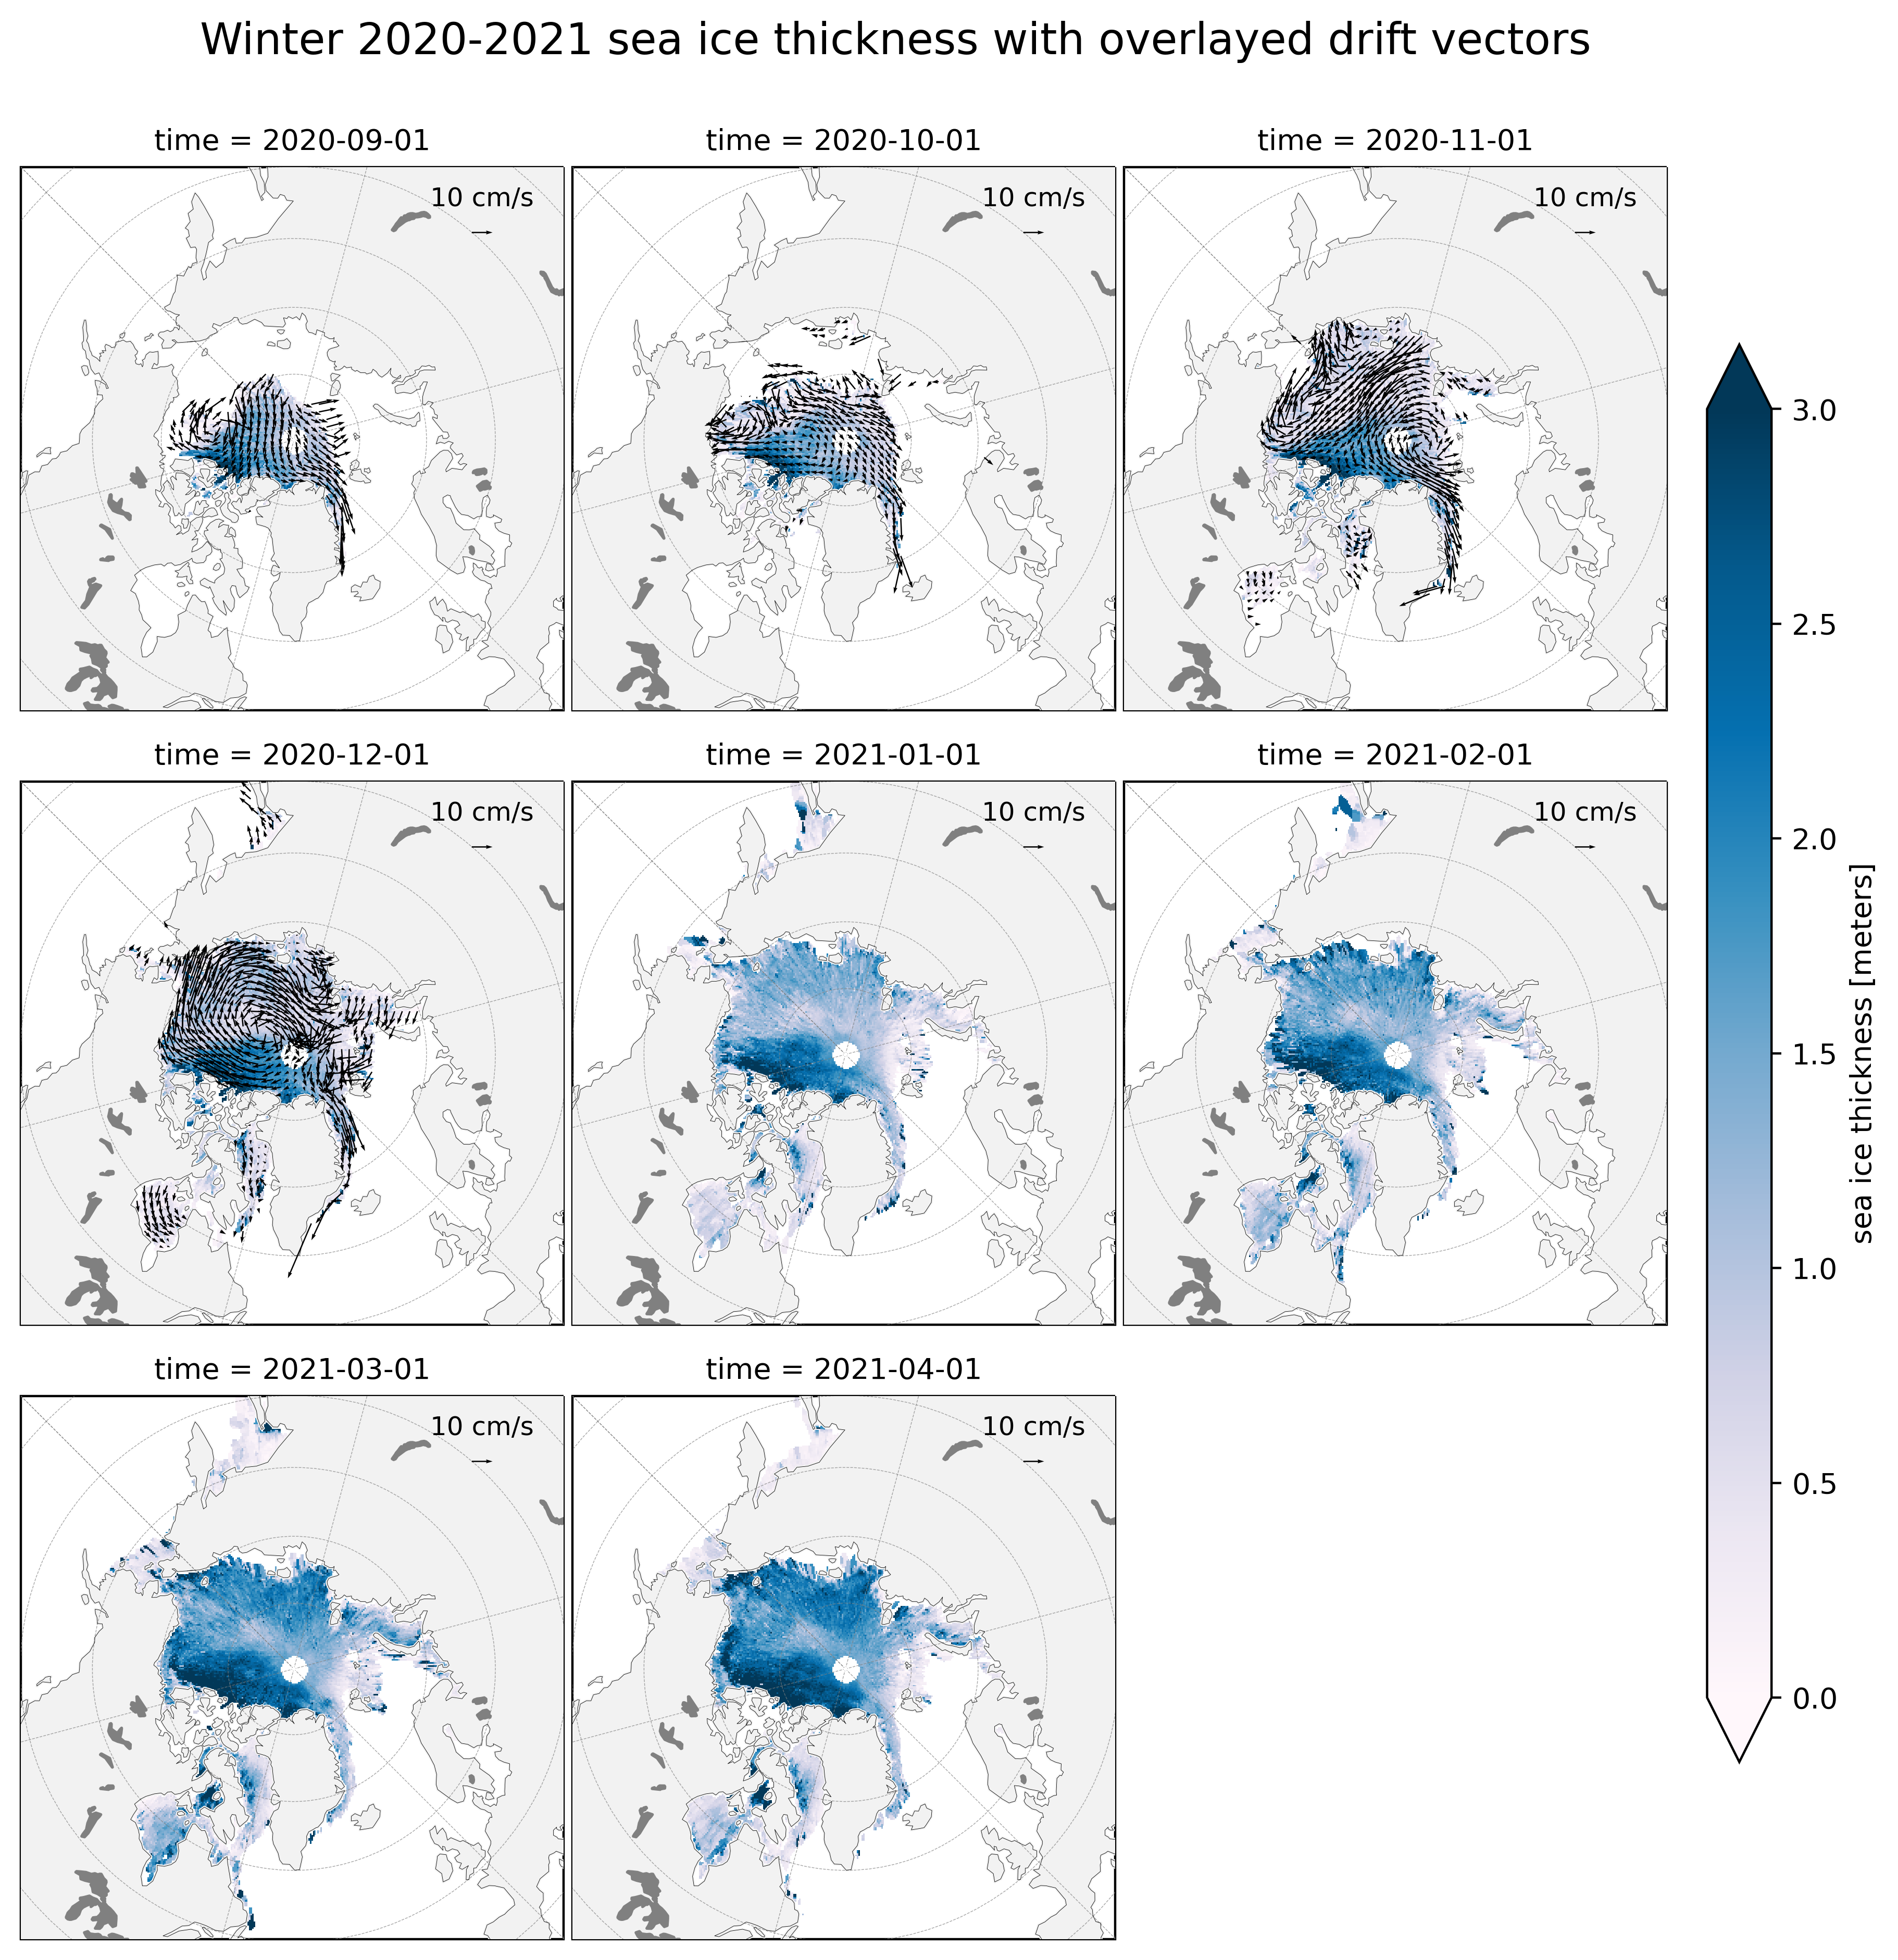 Winter 2020-2021 sea ice thickness with overlayed drift vectors
time = 2020-09-01
time = 2020-10-01
time = 2020-11-01
10 cm/s
10 cm/s
10 cm/s
time = 2020-12-01
time = 2021-01-01
time = 2021-02-01
10 cm/s
10 cm/s
10 cm/s
time = 2021-03-01
time = 2021-04-01
10 cm/s
10 cm/s
3.0
2.5
2.0
1.5
1.0
0.5
0.0
sea ice thickness [meters]